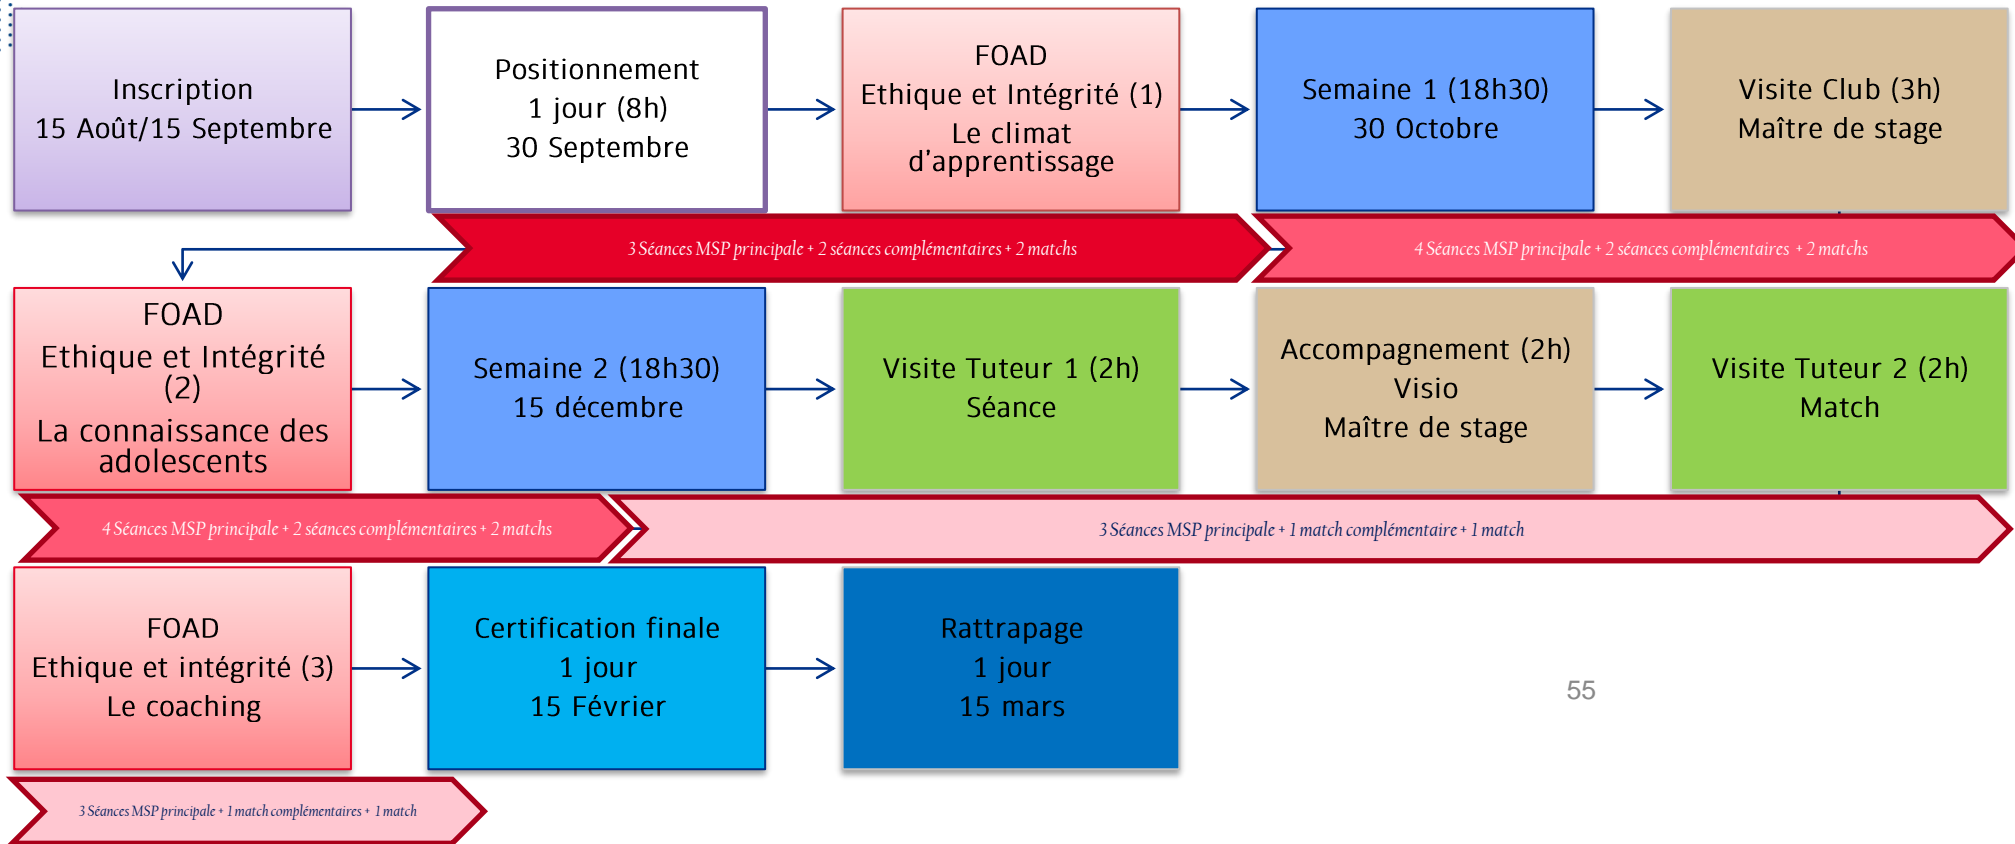 Inscription
15 Août/15 Septembre
Positionnement
1 jour (8h)
30 Septembre
FOAD
Ethique et Intégrité (1)
Le climat
d'apprentissage
Semaine 1 (18h30)
30 Octobre
Visite Club (3h)
Maître de stage
3 Séances MSP principale + 2 séances complémentaires + 2 matchs
4 Séances MSP principale + 2 séances complémentaires + 2 matchs
FOAD
Ethique et Intégrité
(2)
La connaissance des
adolescents
Semaine 2 (18h30)
15 décembre
Visite Tuteur 1 (2h)
Séance
Accompagnement (2h)
Visio
Maître de stage
Visite Tuteur 2 (2h)
Match
4 Séances MSP principale + 2 séances complémentaires + 2 matchs
3 Séances MSP principale + 1 match complémentaire + 1 match
FOAD
Ethique et intégrité (3)
Le coaching
Certification finale
1 jour
15 Février
Rattrapage
1 jour
15 mars
55
3 Séances MSP principale + 1 match complémentaires + 1 match